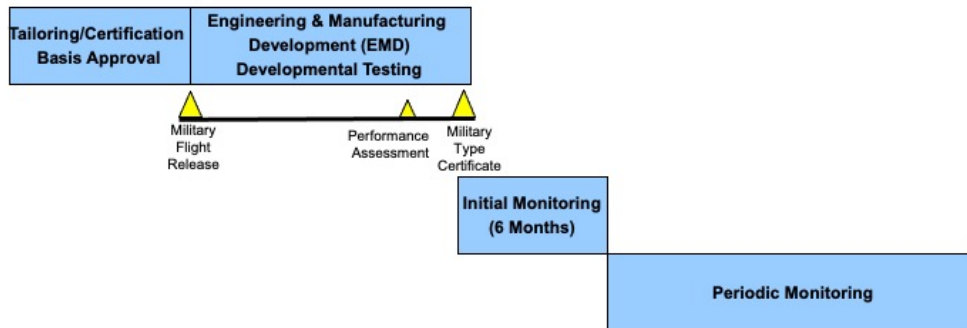 Tailoring/Certification
Basis Approval
Engineering & Manufacturing
Development (EMD)
Developmental Testing
Military
Flight
Release
Performance
Assessment
Military
Type
Certificate
Initial Monitoring
(6 Months)
Periodic Monitoring